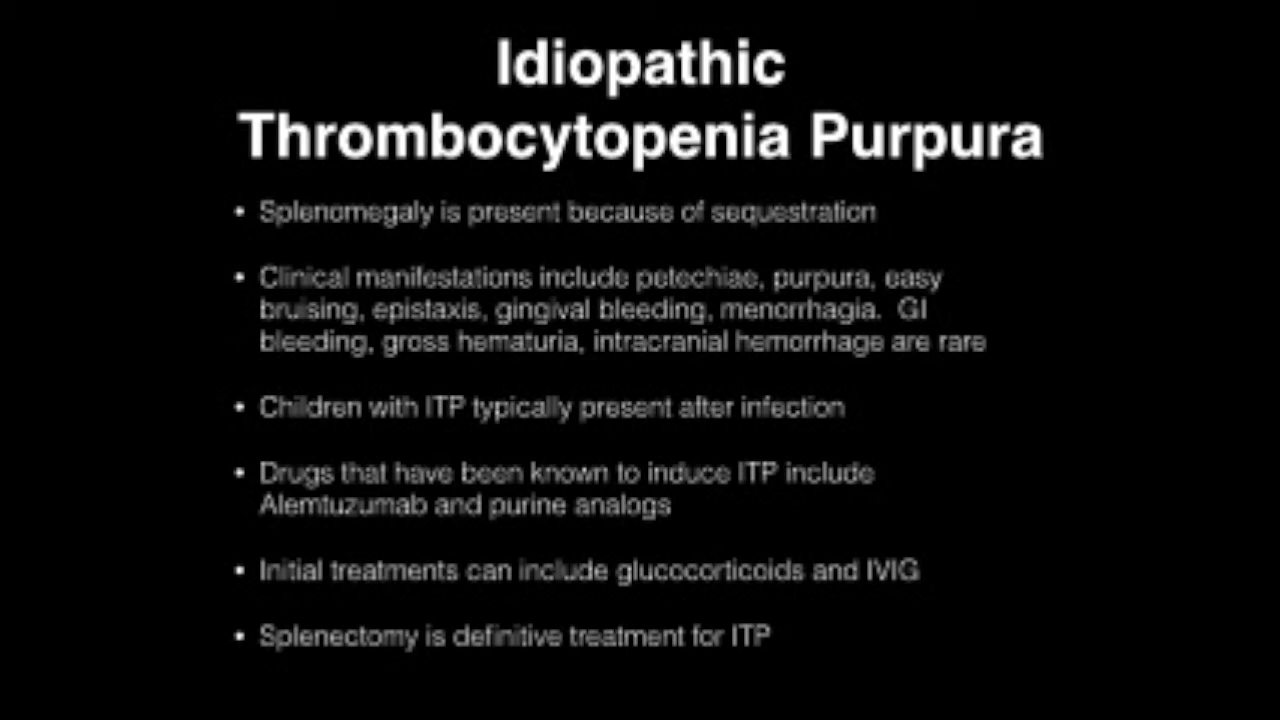 Idiopathic
Thrombocytopenia Purpura
• Splenomegaly is present because of sequestration
• Clinical manifestations include petechiae, purpura, easy
bruising, epistaxis, gingival bleeding, menorrhagia.  GI
bleeding, gross hematuria, intracranial hemorrhage are rare
• Children with ITP typically present after infection
• Drugs that have been known to induce ITP include
Alemtuzumab and purine analogs
• Initial treatments can include glucocorticoids and IVIG
• Splenectomy is definitive treatment for ITP